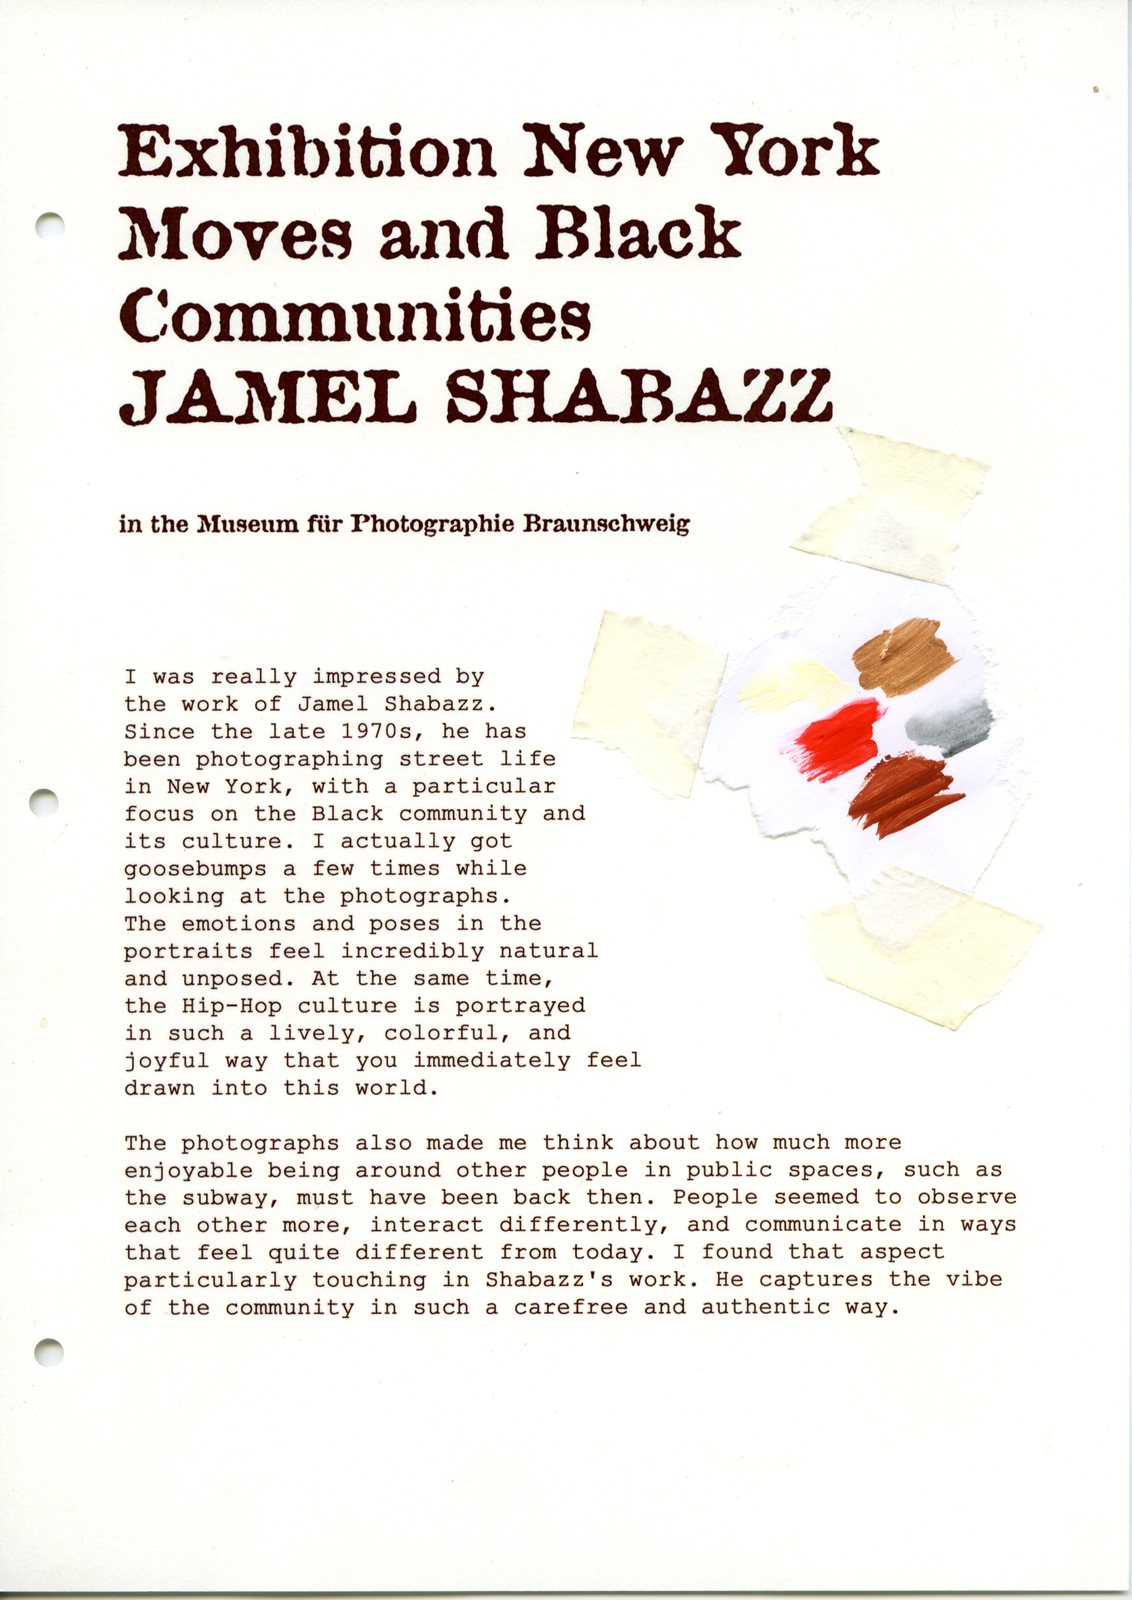 Exhibition New York
Moves and Black
Communities
JAMEL SHABAZZ
in the Museum für Photographie Braunschweig
I was really impressed by
the work of Jamel Shabazz.
Since the late 1970s, he has
been photographing street life
in New York, with a particular
focus on the Black community and
its culture. I actually got
goosebumps a few times while
looking at the photographs.
The emotions and poses in the
portraits feel incredibly natural
and unposed. At the same time,
the Hip-Hop culture is portrayed
in such a lively, colorful, and
joyful way that you immediately feel
drawn into this world.
The photographs also made me think about how much more
enjoyable being around other people in public spaces, such as
the subway, must have been back then. People seemed to observe
each other more, interact differently, and communicate in ways
that feel quite different from today. I found that aspect
particularly touching in Shabazz's work. He captures the vibe
of the community in such a carefree and authentic way.